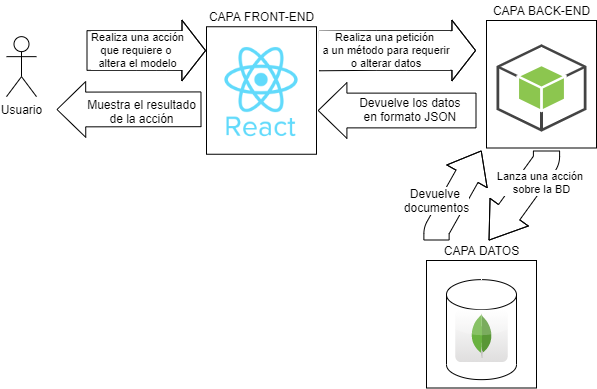 CAPA FRONT-END
CAPA BACK-END
Realiza una acción
que requiere o
altera el modelo
Realiza una petición
a un método para requerir
o alterar datos
Usuario
Muestra el resultado
de la acción
React
Devuelve los datos
en formato JSON
Lanza una acción
sobre la BD
Devuelve
documentos
CAPA DATOS